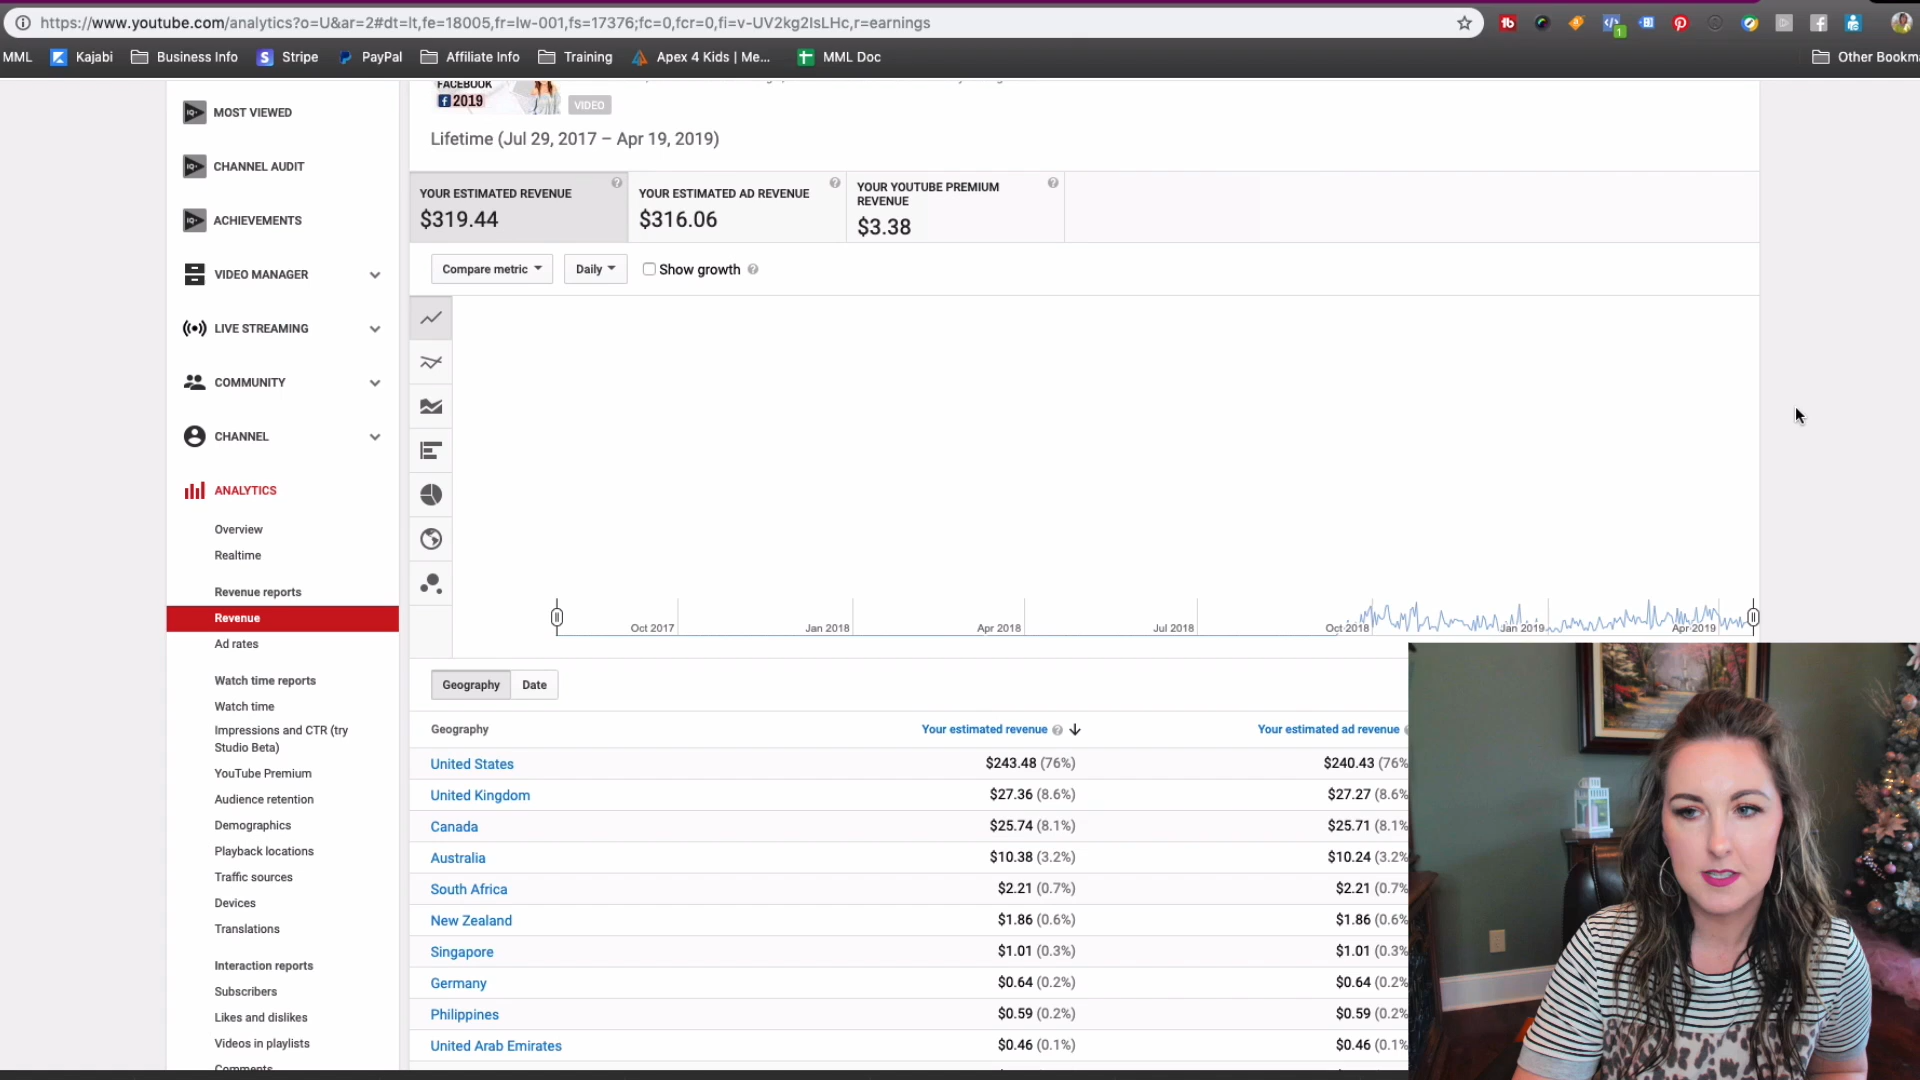 https://www.youtube.com/analytics?o=U&ar=2#dt=lt,fe=18005,fr=lw-001,fs=17376;fc=0,fcr=0,fi=v-UV2kg2IsLHc,r=earnings
1
MML Kajabi Business Info Stripe PayPal Affiliate Info Training Apex 4 Kids | Me... MML Doc Other Bookma
MOST VIEWED
CHANNEL AUDIT
ACHIEVEMENTS
VIDEO MANAGER
LIVE STREAMING
COMMUNITY
CHANNEL
ANALYTICS
Overview
Realtime
Revenue reports
Revenue
Ad rates
Watch time reports
Watch time
Impressions and CTR (try
Studio Beta)
YouTube Premium
Audience retention
Demographics
Playback locations
Traffic sources
Devices
Translations
Interaction reports
Subscribers
Likes and dislikes
Videos in playlists
Comments
FACEBOOK
2019
VIDEO
Lifetime (Jul 29, 2017 – Apr 19, 2019)
YOUR ESTIMATED REVENUE
$319.44
YOUR ESTIMATED AD REVENUE
$316.06
YOUR YOUTUBE PREMIUM
REVENUE
$3.38
Compare metric Daily Show growth
Oct 2017 Jan 2018 Apr 2018 Jul 2018 Oct 2018 Jan 2019 Apr 2019
Geography Date
Geography Your estimated revenue Your estimated ad revenue
United States $243.48 (76%) $240.43 (76%
United Kingdom $27.36 (8.6%) $27.27 (8.6%
Canada $25.74 (8.1%) $25.71 (8.1%
Australia $10.38 (3.2%) $10.24 (3.2%
South Africa $2.21 (0.7%) $2.21 (0.7%
New Zealand $1.86 (0.6%) $1.86 (0.6%
Singapore $1.01 (0.3%) $1.01 (0.3%
Germany $0.64 (0.2%) $0.64 (0.2%
Philippines $0.59 (0.2%) $0.59 (0.2%
United Arab Emirates $0.46 (0.1%) $0.46 (0.1%